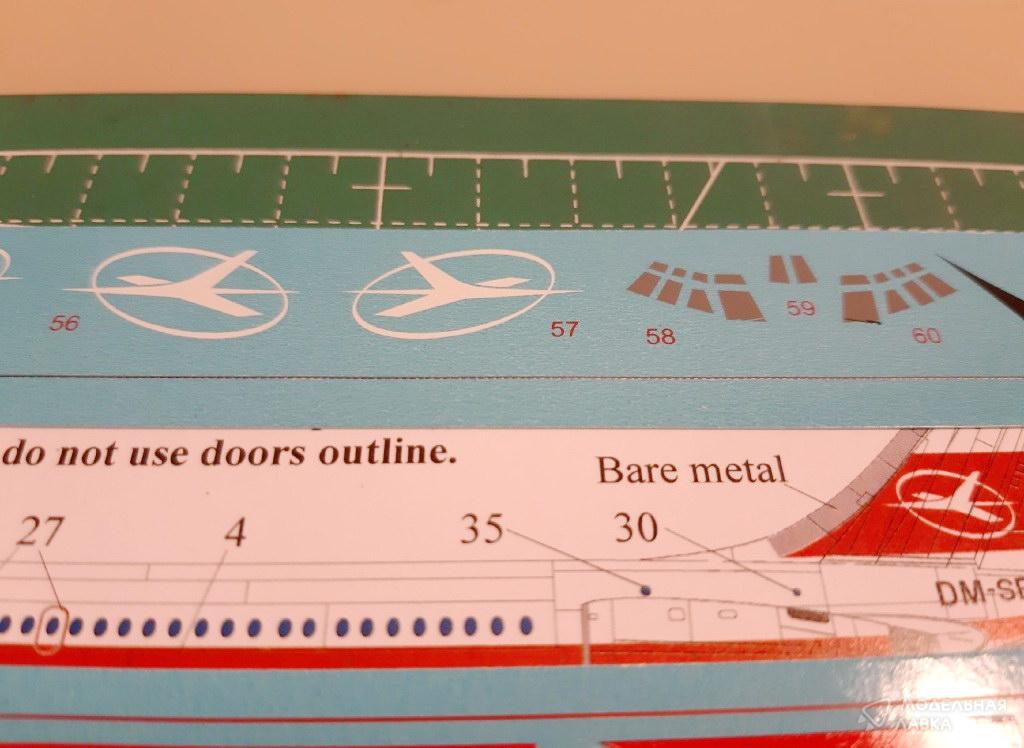 56
57
58
59
60
do not use doors outline.
Bare metal
27
4
35
30
DM-SE
ЛАВКА